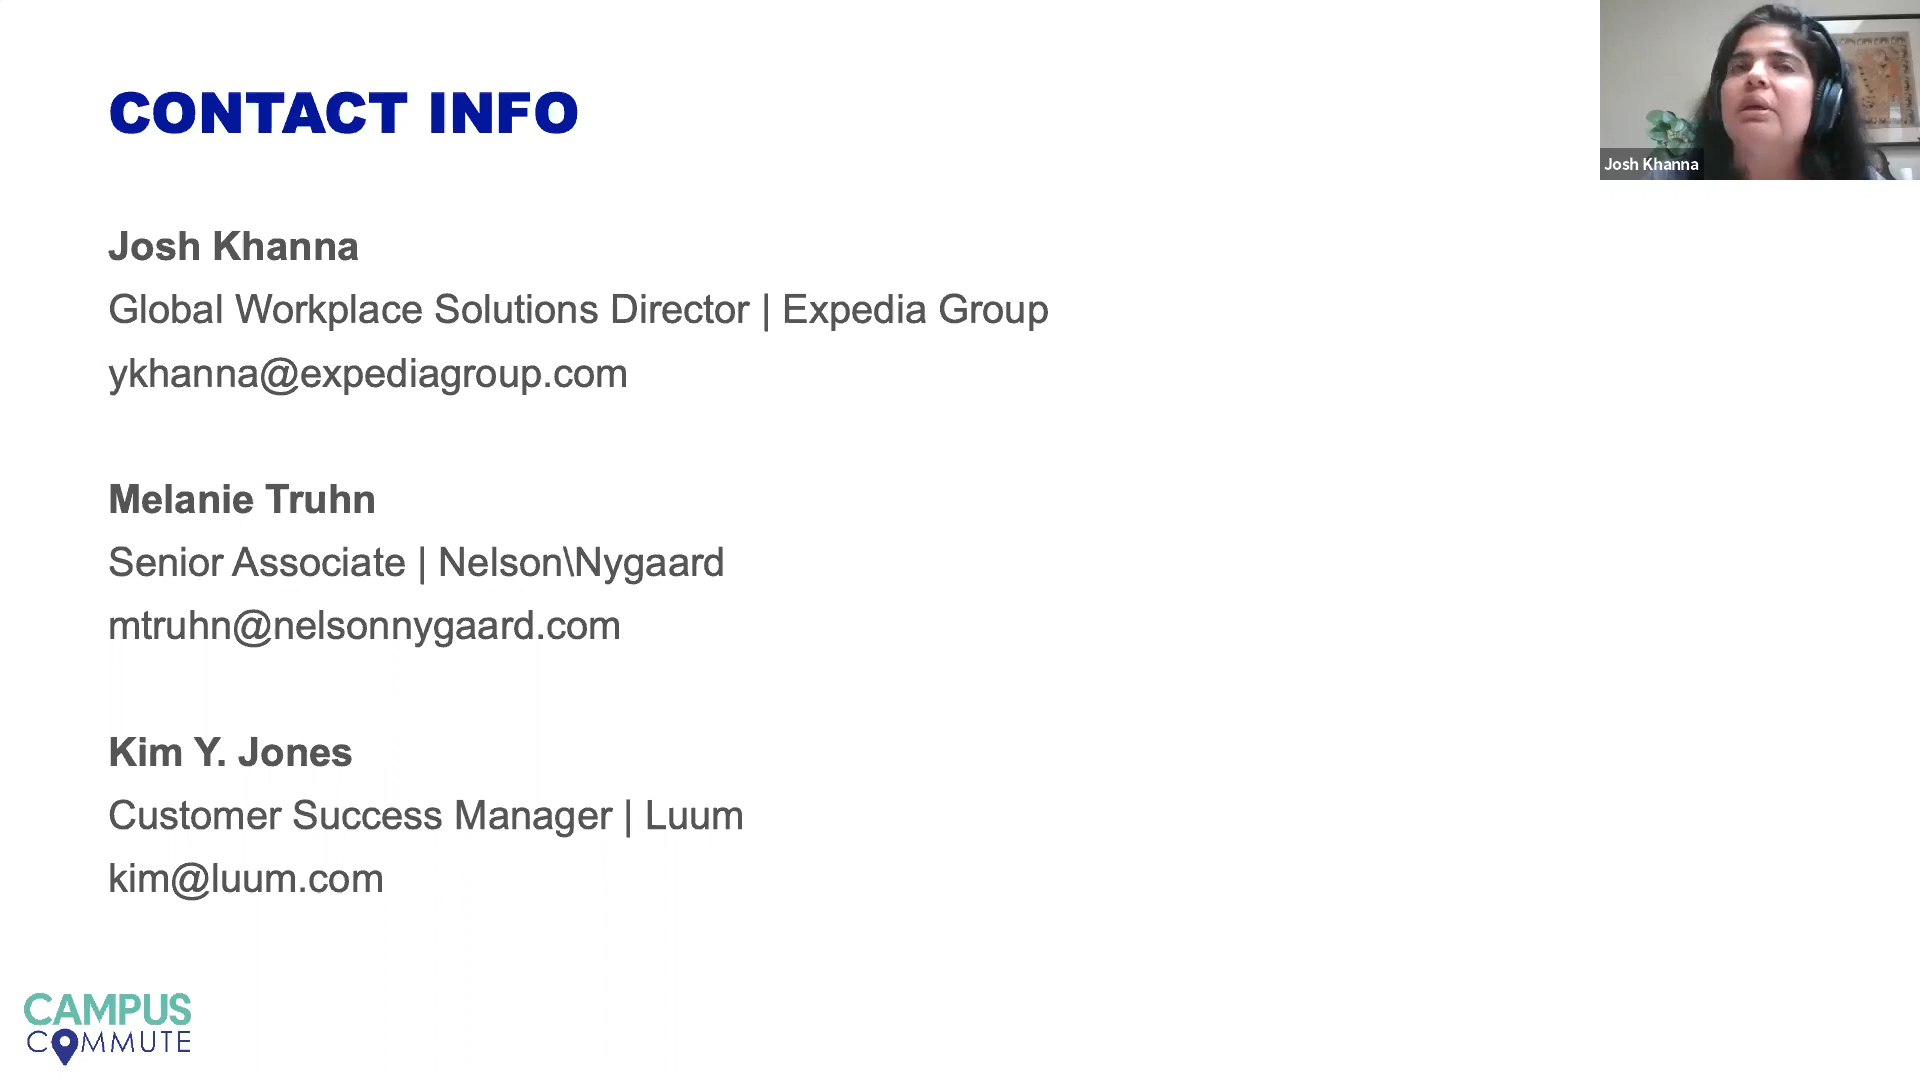 CONTACT INFO
Josh Khanna
Josh Khanna
Global Workplace Solutions Director | Expedia Group
ykhanna@expediagroup.com
Melanie Truhn
Senior Associate | Nelson\Nygaard
mtruhn@nelsonnygaard.com
Kim Y. Jones
Customer Success Manager | Luum
kim@luum.com
CAMPUS
COMMUTE